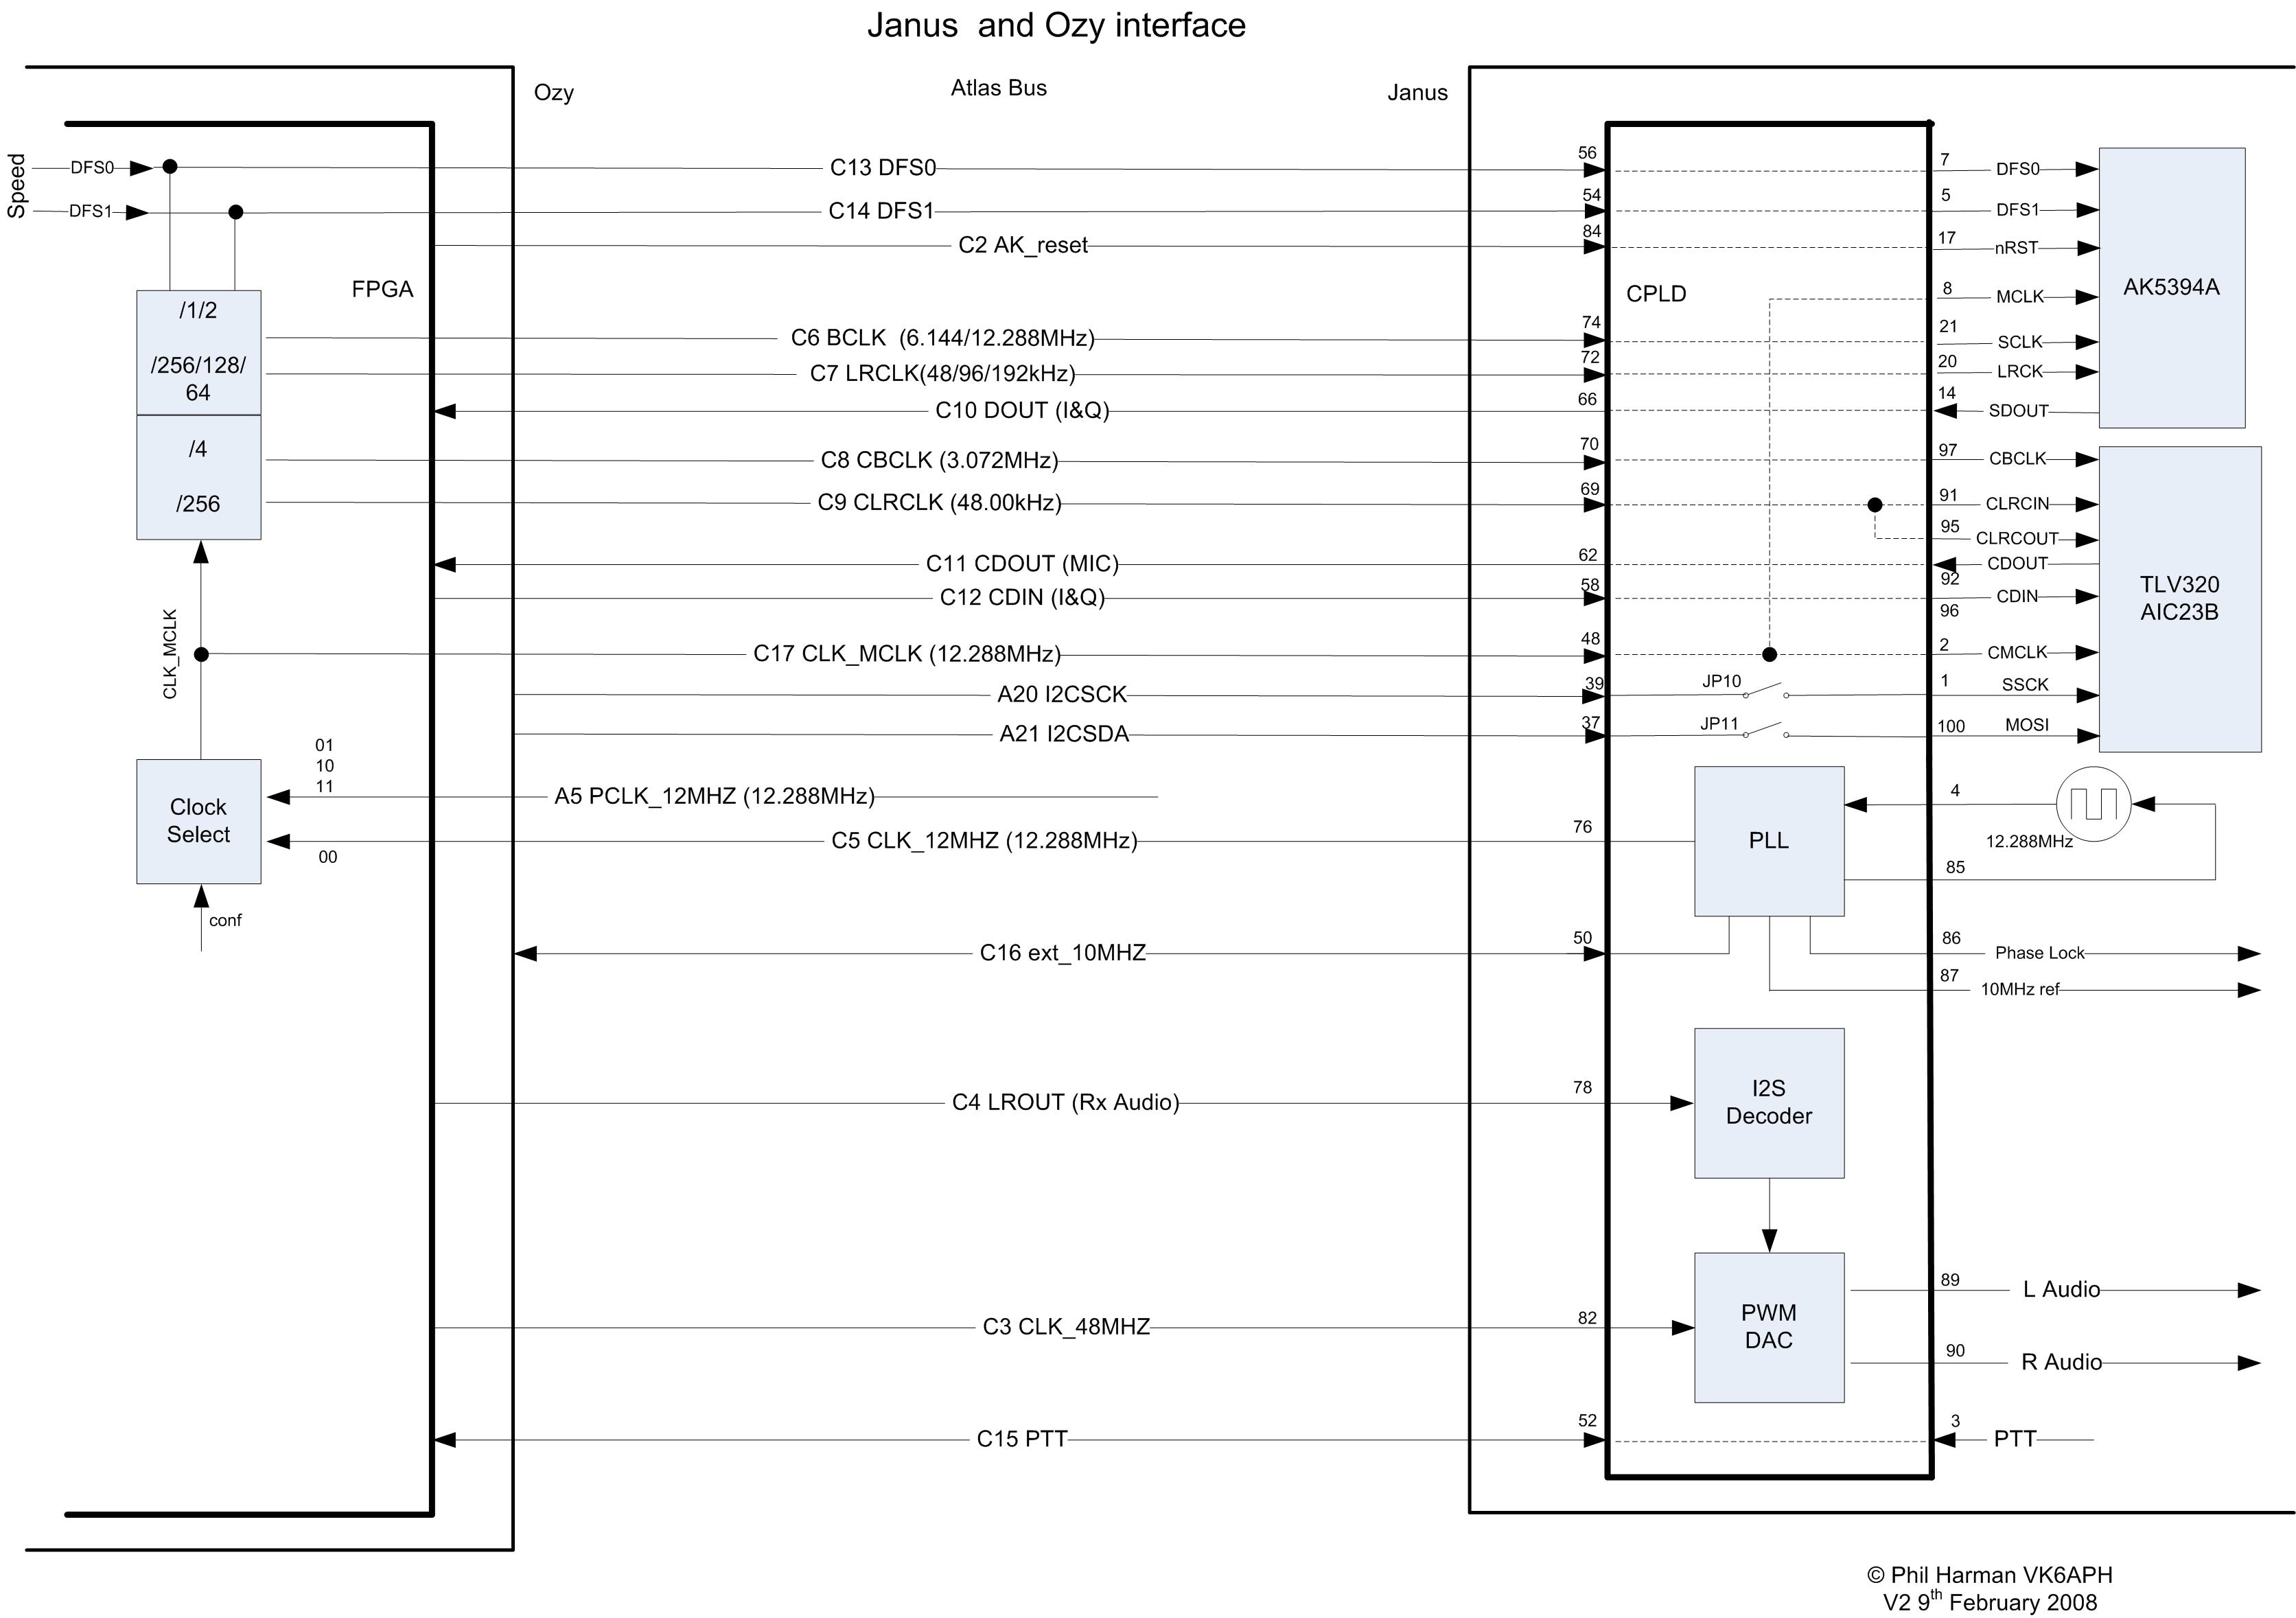 Janus and Ozy interface
Ozy
Atlas Bus
Janus
Speed
DFS0
C13 DFS0
56
7
DFS0
DFS1
C14 DFS1
54
5
DFS1
C2 AK_reset
84
17
nRST
FPGA
CPLD
AK5394A
8
MCLK
/1/2
C6 BCLK (6.144/12.288MHz)
74
21
SCLK
/256/128/
64
C7 LRCLK(48/96/192kHz)
72
20
LRCK
C10 DOUT (I&Q)
66
14
SDOUT
/4
C8 CBCLK (3.072MHz)
70
97
CBCLK
/256
C9 CLRCLK (48.00kHz)
69
91
CLRCIN
95
CLRCOUT
C11 CDOUT (MIC)
62
CDOUT
92
C12 CDIN (I&Q)
58
CDIN
96
TLV320
AIC23B
CLK_MCLK
C17 CLK_MCLK (12.288MHz)
48
2
CMCLK
A20 I2CSCK
39
JP10
1
SSCK
A21 I2CSDA
37
JP11
100
MOSI
01
10
11
A5 PCLK_12MHZ (12.288MHz)
Clock
Select
00
C5 CLK_12MHZ (12.288MHz)
76
PLL
4
12.288MHz
85
conf
C16 ext_10MHZ
50
86
Phase Lock
87
10MHz ref
C4 LROUT (Rx Audio)
78
I2S
Decoder
C3 CLK_48MHZ
82
PWM
DAC
89
L Audio
90
R Audio
C15 PTT
52
3
PTT
© Phil Harman VK6APH
V2 9th February 2008